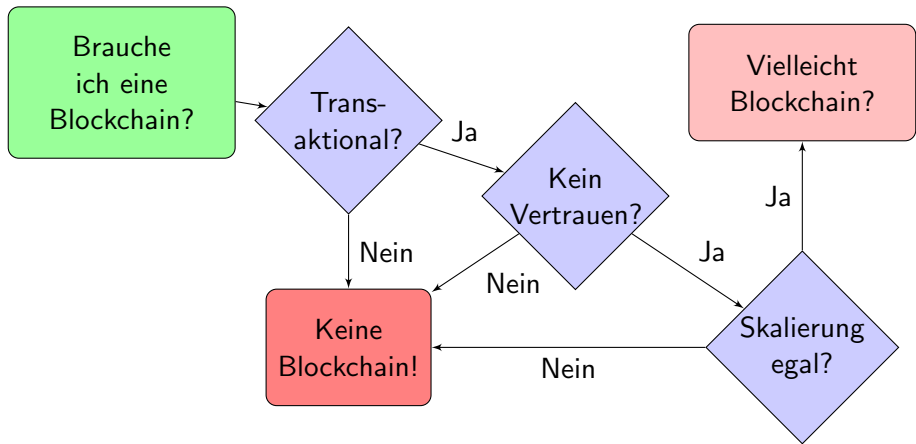 Brauche
ich eine
Blockchain?
Trans-
aktional?
Ja
Nein
Kein
Vertrauen?
Nein
Ja
Skalierung
egal?
Ja
Nein
Vielleicht
Blockchain?
Keine
Blockchain!